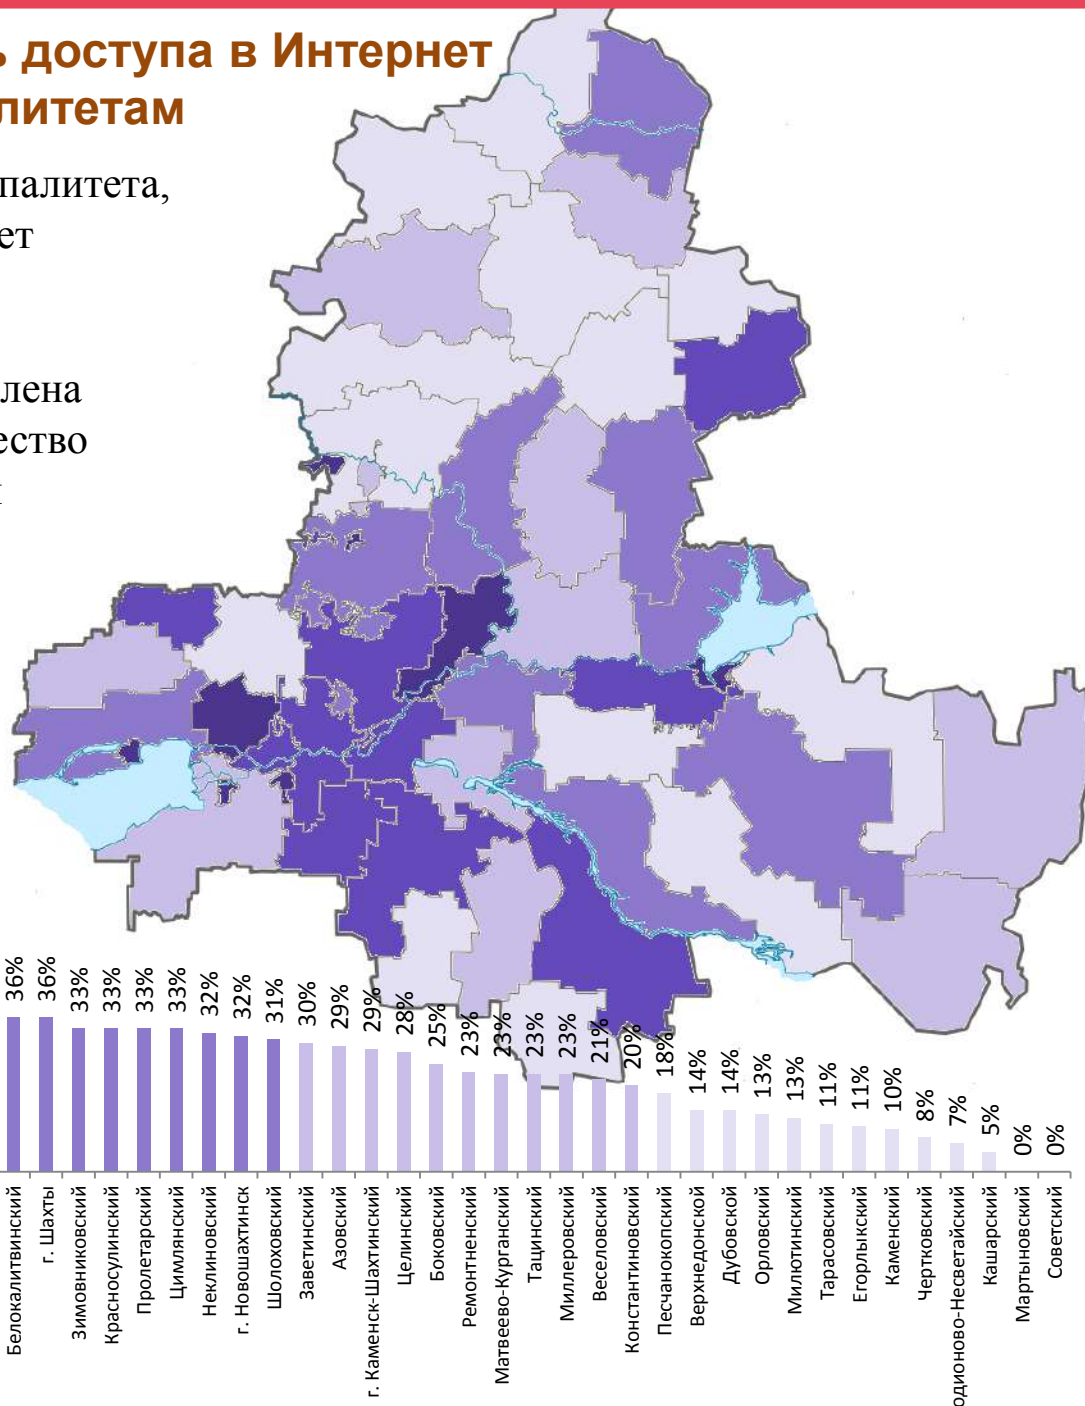 ь доступа в Интернет
литетам
палитета,
ет
лена
ество
и
36%
36%
33%
33%
33%
33%
32%
32%
31%
30%
29%
29%
28%
25%
23%
23%
23%
23%
21%
20%
18%
14%
14%
13%
13%
11%
11%
10%
8%
7%
5%
0%
0%
Белокалитвинский
г. Шахты
Зимовниковский
Красносулинский
Пролетарский
Цимлянский
Неклиновский
г. Новошахтинск
Шолоховский
Заветинский
Азовский
г. Каменск-Шахтинский
Целинский
Боковский
Ремонтненский
Матвеево-Курганский
Тацинский
Миллеровский
Веселовский
Константиновский
Песчанокопский
Верхнедонской
Дубовской
Орловский
Милютинский
Тарасовский
Егорлыкский
Каменский
Чертковский
одионово-Несветайский
Кашарский
Мартыновский
Советский